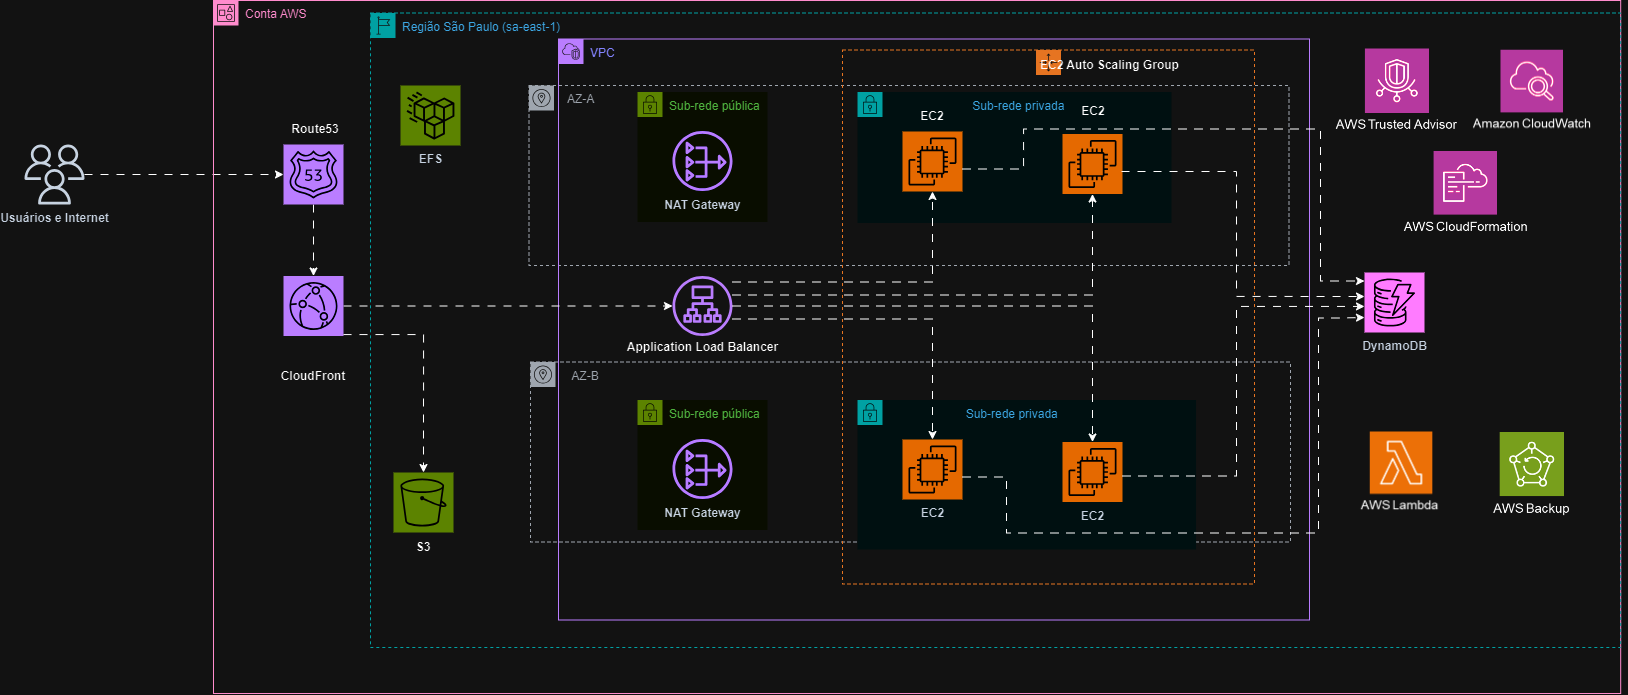 Conta AWS
Região São Paulo (sa-east-1)
VPC
EC2 Auto Scaling Group
AZ-A
Sub-rede pública
Sub-rede privada
EC2
EC2
NAT Gateway
EFS
Route53
53
Usuários e Internet
AWS Trusted Advisor
Amazon CloudWatch
AWS CloudFormation
Application Load Balancer
CloudFront
DynamoDB
AZ-B
Sub-rede pública
Sub-rede privada
NAT Gateway
EC2
EC2
S3
AWS Lambda
AWS Backup